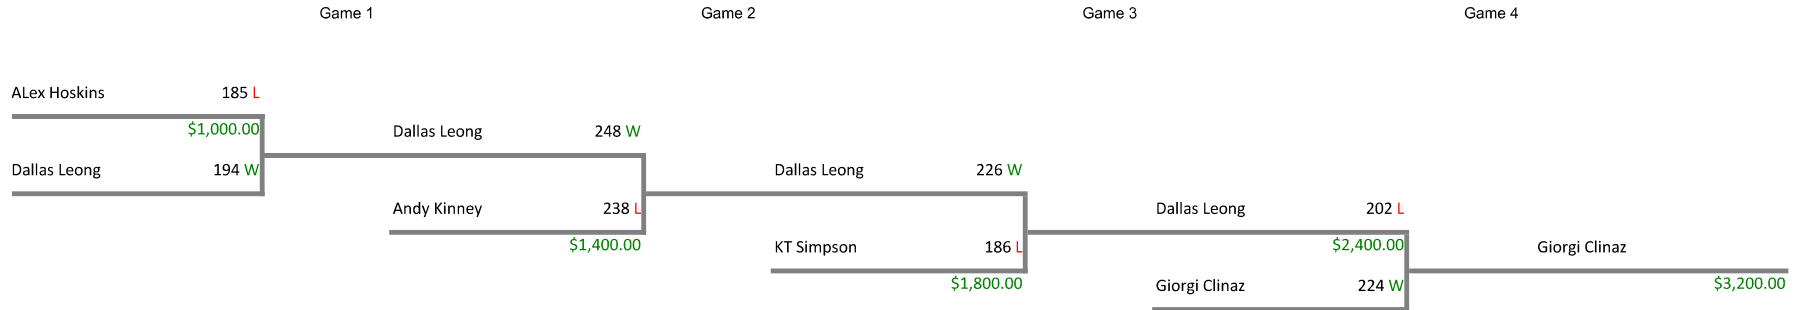 Game 1 Game 2 Game 3 Game 4
ALex Hoskins 185 L
$1,000.00
Dallas Leong 248 W
Dallas Leong 194 W
Dallas Leong 226 W
Andy Kinney 238 L
Dallas Leong 202 L
$1,400.00
$2,400.00
KT Simpson 186 L
Giorgi Clinaz
$1,800.00
$3,200.00
Giorgi Clinaz 224 W